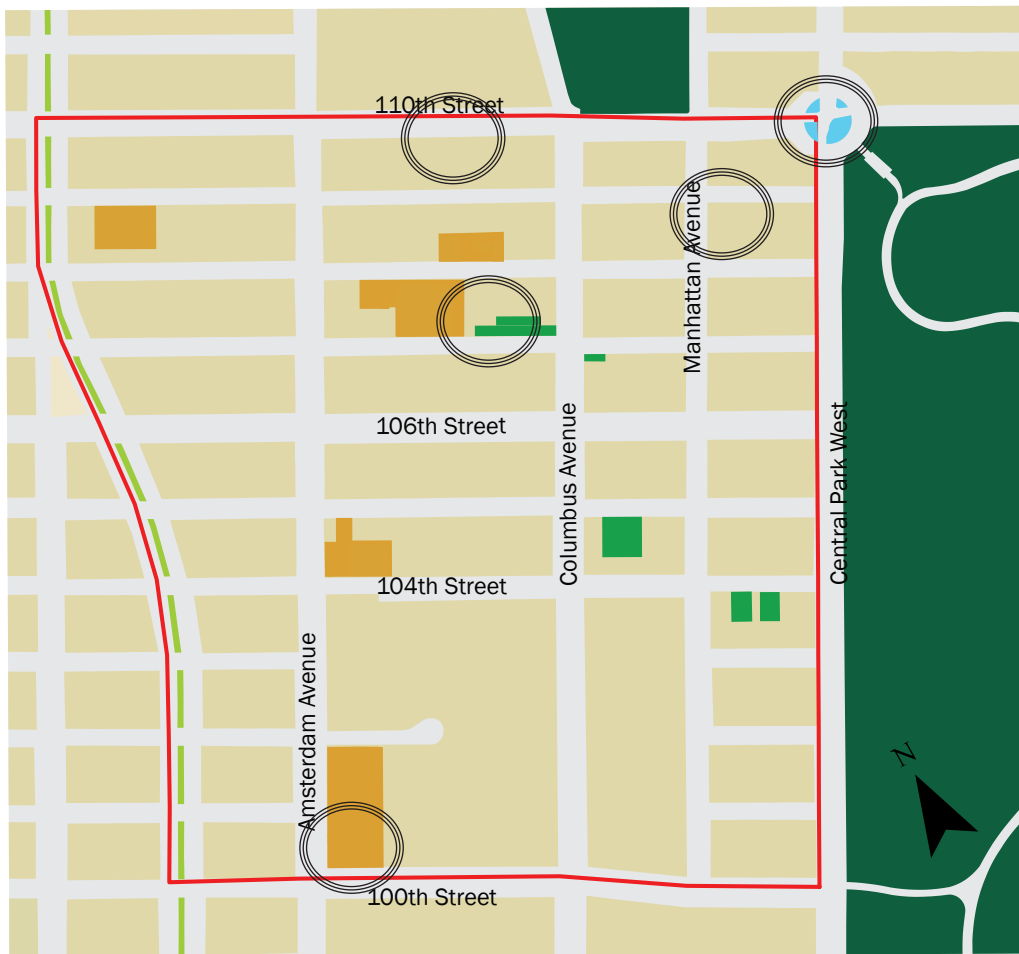 110th Street
Manhattan Avenue
106th Street
Columbus Avenue
Central Park West
104th Street
Amsterdam Avenue
N
100th Street